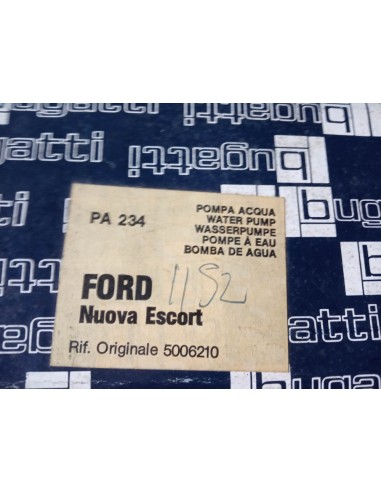 bugatti
bugatti
bugatti
PA 234
POMPA ACQUA
WATER PUMP
WASSERPUMPE
POMPE À EAU
BOMBA DE AGUA
FORD 1152
Nuova Escort
Rif. Originale 5006210